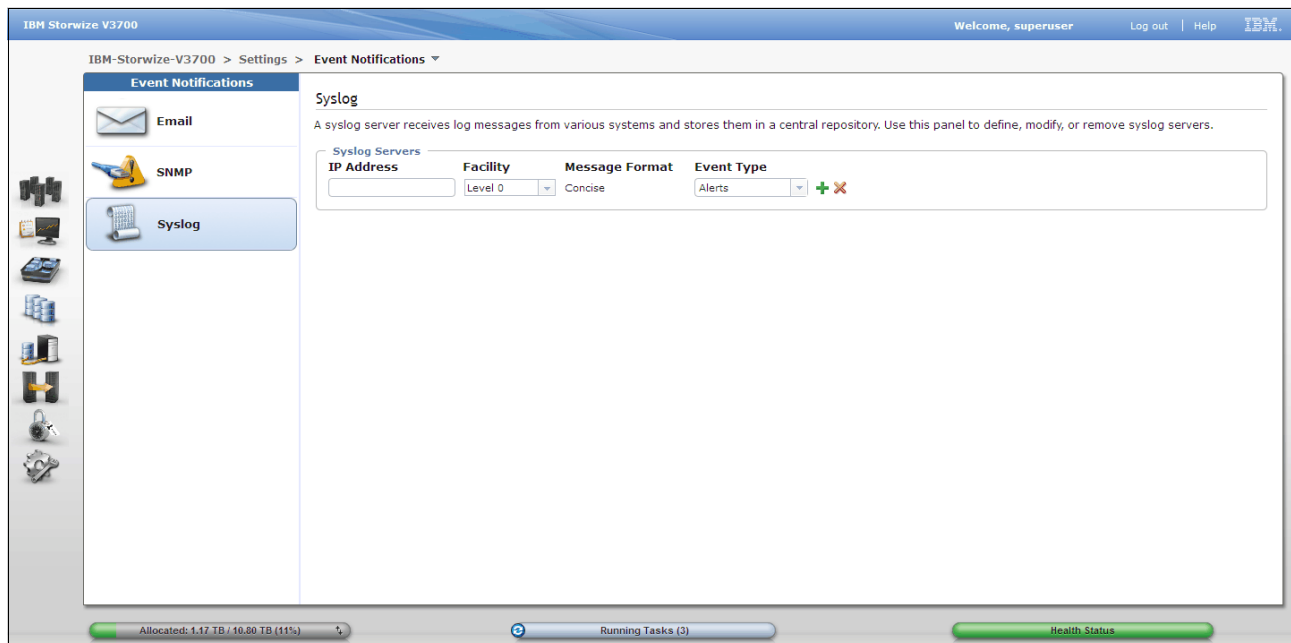 IBM Storwize V3700
Welcome, superuser
Log out | Help
IBM.
IBM-Storwize-V3700 > Settings > Event Notifications
Event Notifications
Email
SNMP
Syslog
Syslog
A syslog server receives log messages from various systems and stores them in a central repository. Use this panel to define, modify, or remove syslog servers.
Syslog Servers
IP Address Facility Message Format Event Type
Level 0 Concise Alerts
Allocated: 1.17 TB / 10.80 TB (11%)
Running Tasks (3)
Health Status